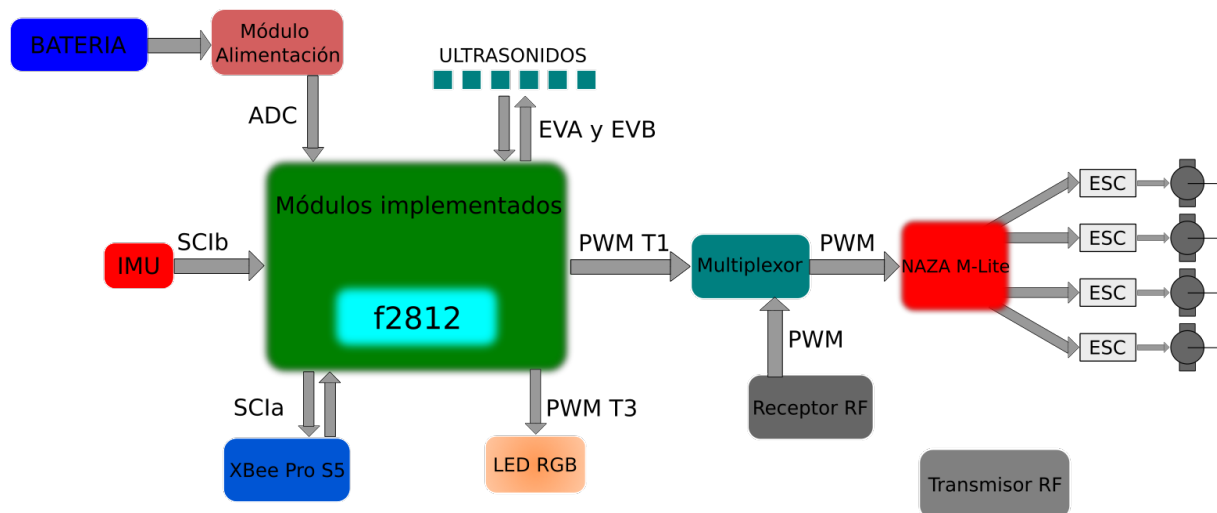 BATERIA
Módulo
Alimentación
ADC
ULTRASONIDOS
EVA y EVB
Módulos implementados
f2812
IMU
SCIb
PWM T1
Multiplexor
PWM
NAZA M-Lite
ESC
ESC
ESC
ESC
PWM
Receptor RF
SCIa
XBee Pro S5
PWM T3
LED RGB
Transmisor RF